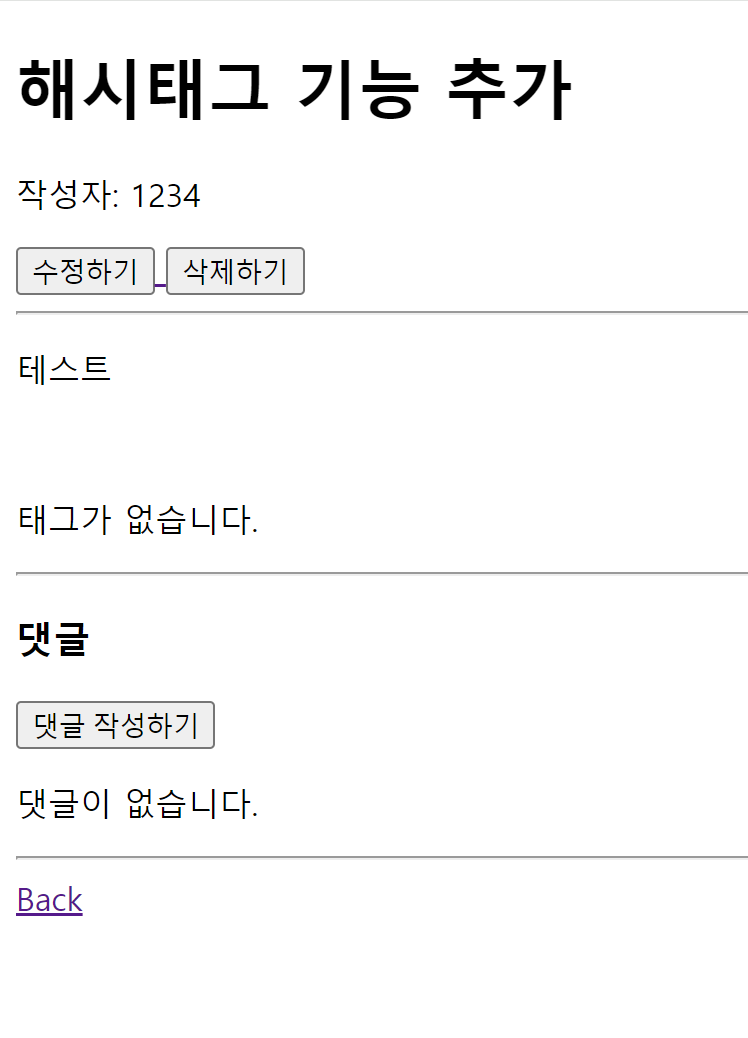 해시태그 기능 추가
작성자: 1234
수정하기 삭제하기
테스트
태그가 없습니다.
댓글
댓글 작성하기
댓글이 없습니다.
Back